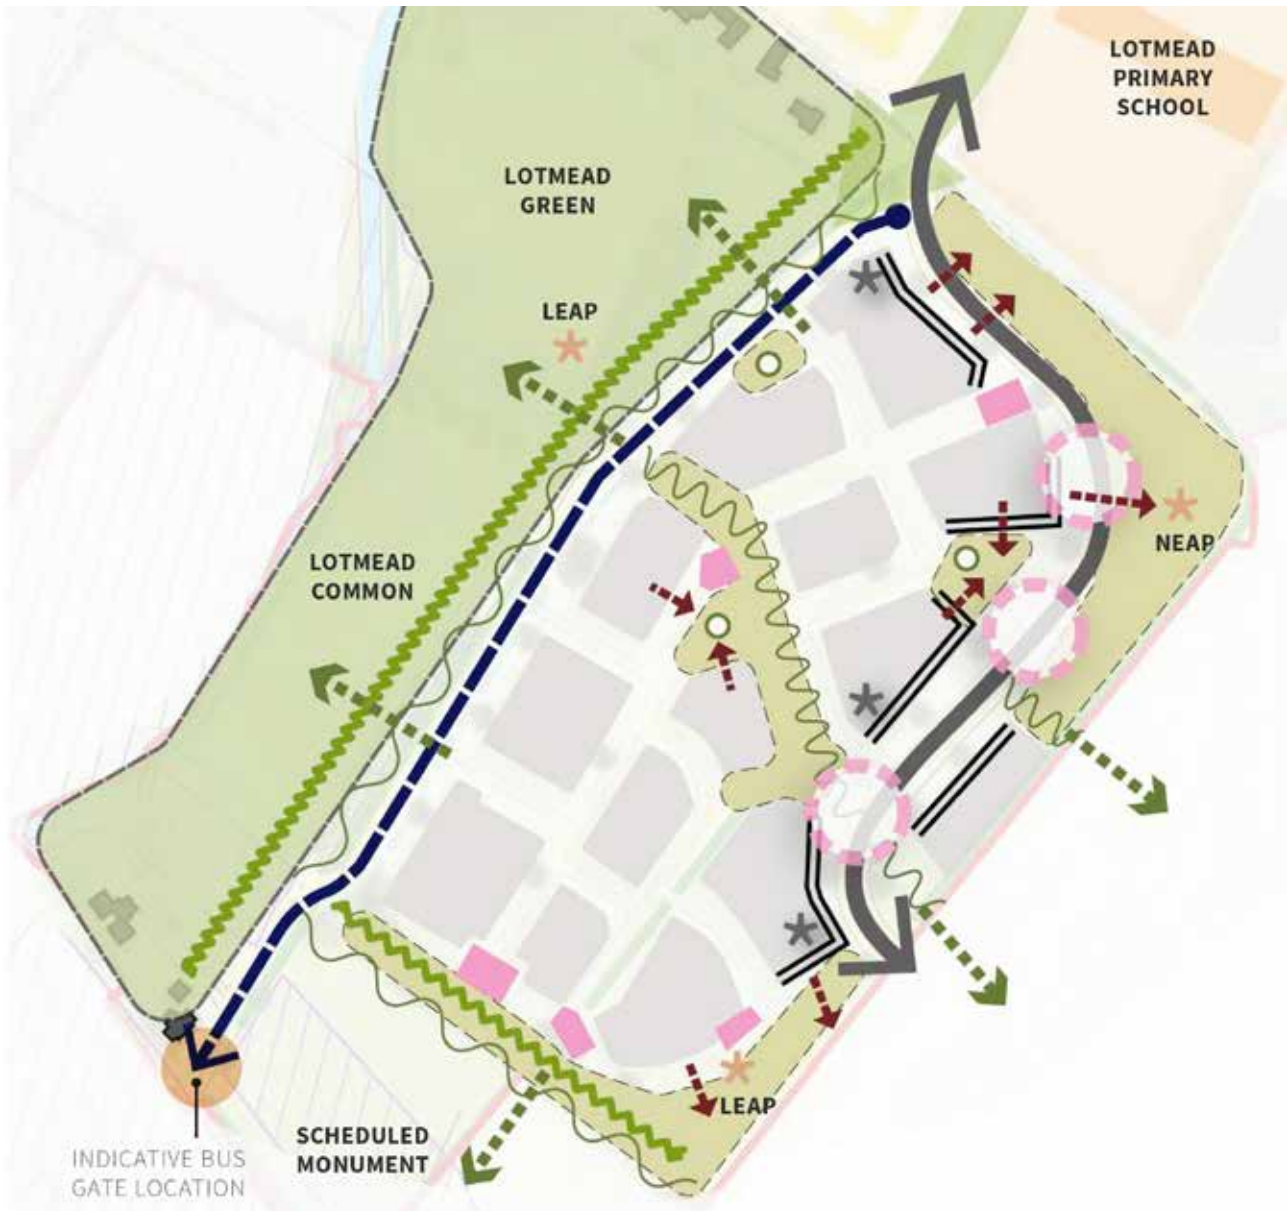 LOTMEAD
PRIMARY
SCHOOL
LOTMEAD
GREEN
LEAP
NEAP
LOTMEAD
COMMON
LEAP
SCHEDULED
MONUMENT
INDICATIVE BUS
GATE LOCATION